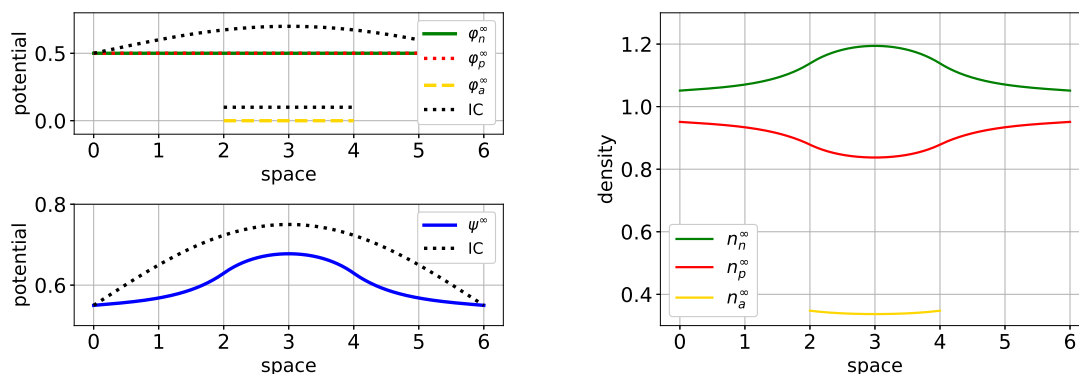 potential
0.5
0.0
φ_n^∞
φ_p^∞
φ_a^∞
IC
0 1 2 3 4 5 6
space
potential
0.8
0.6
ψ^∞
IC
0 1 2 3 4 5 6
space
density
1.2
1.0
0.8
0.6
0.4
n_n^∞
n_p^∞
n_a^∞
0 1 2 3 4 5 6
space